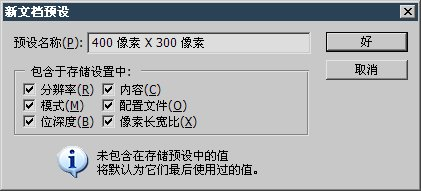 新文档预设
预设名称(P): 400 像素 X 300 像素
好
取消
包含于存储设置中:
分辨率(R) 内容(C)
模式(M) 配置文件(O)
位深度(B) 像素长宽比(X)
未包含在存储预设中的值
将默认为它们最后使用过的值。